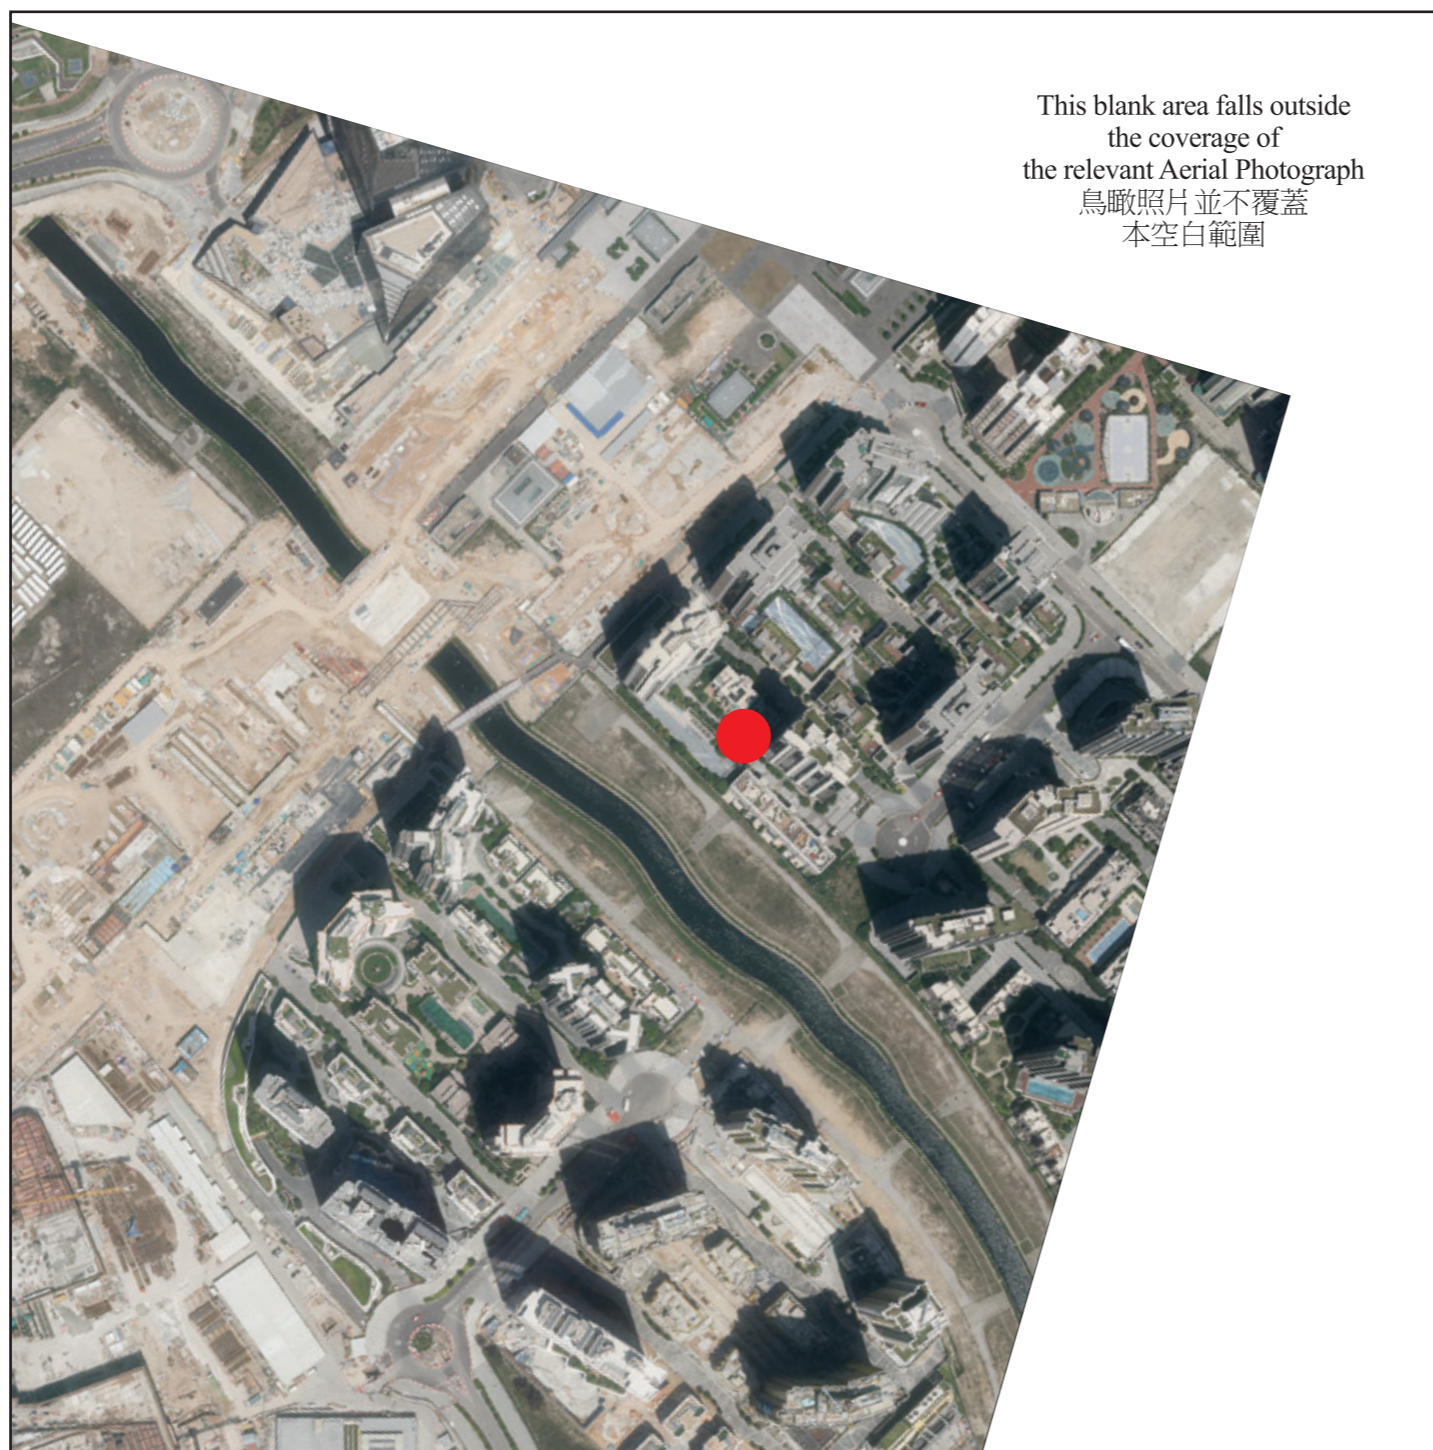 This blank area falls outside
the coverage of
the relevant Aerial Photograph
鳥瞰照片並不覆蓋
本空白範圍